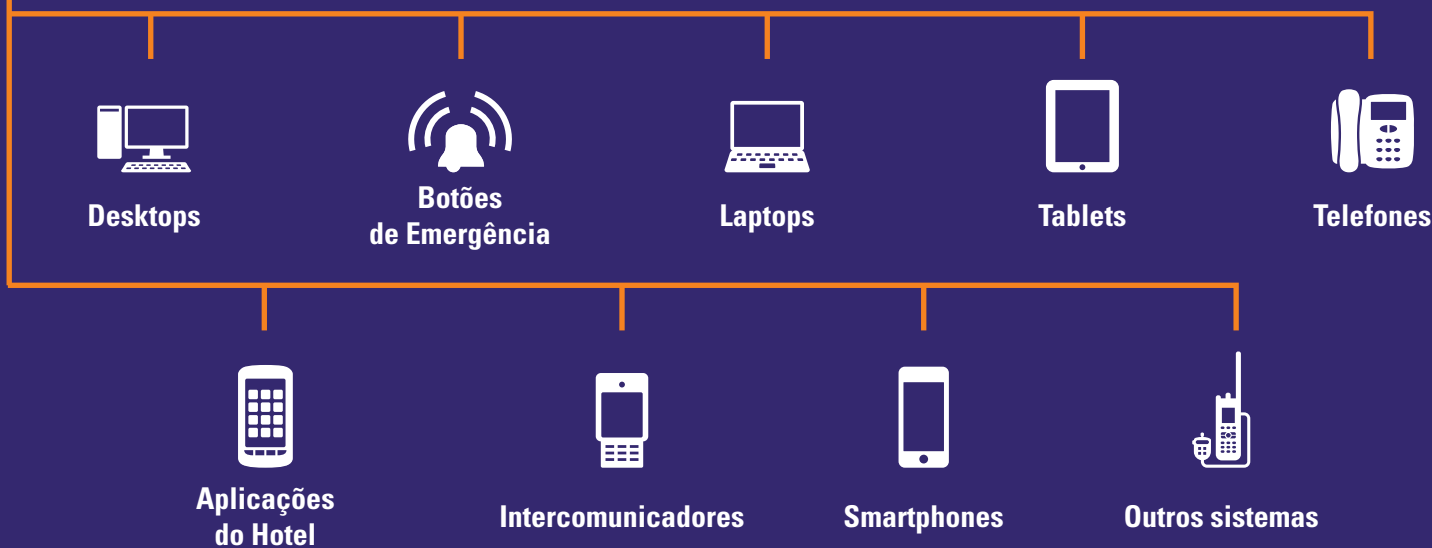 Desktops
Botões
de Emergência
Laptops
Tablets
Telefones
Aplicações
do Hotel
Intercomunicadores
Smartphones
Outros sistemas